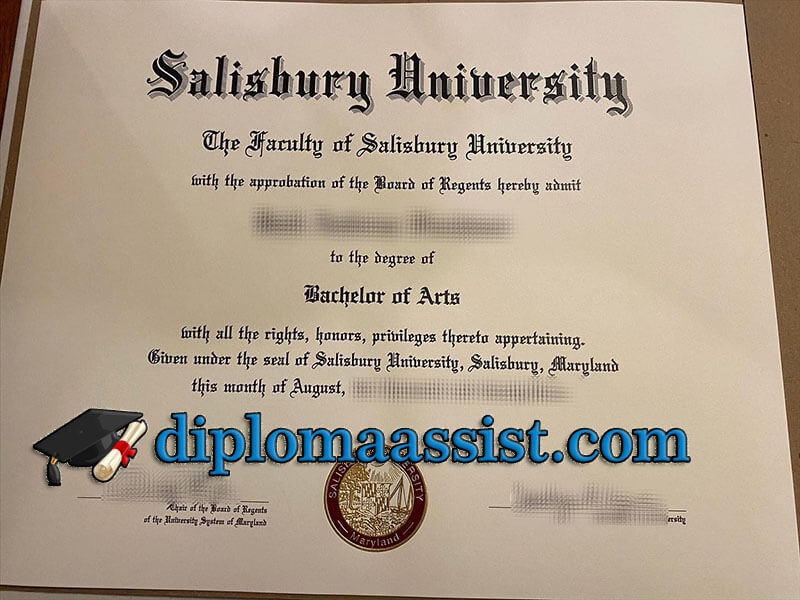 Salisbury University
The Faculty of Salisbury University
with the approbation of the Board of Regents hereby admit
to the degree of
Bachelor of Arts
with all the rights, honors, privileges thereto appertaining.
Given under the seal of Salisbury University, Salisbury, Maryland
this month of August,
diplomaassist.com
Chair of the Board of Regents
of the University System of Maryland
Maryland